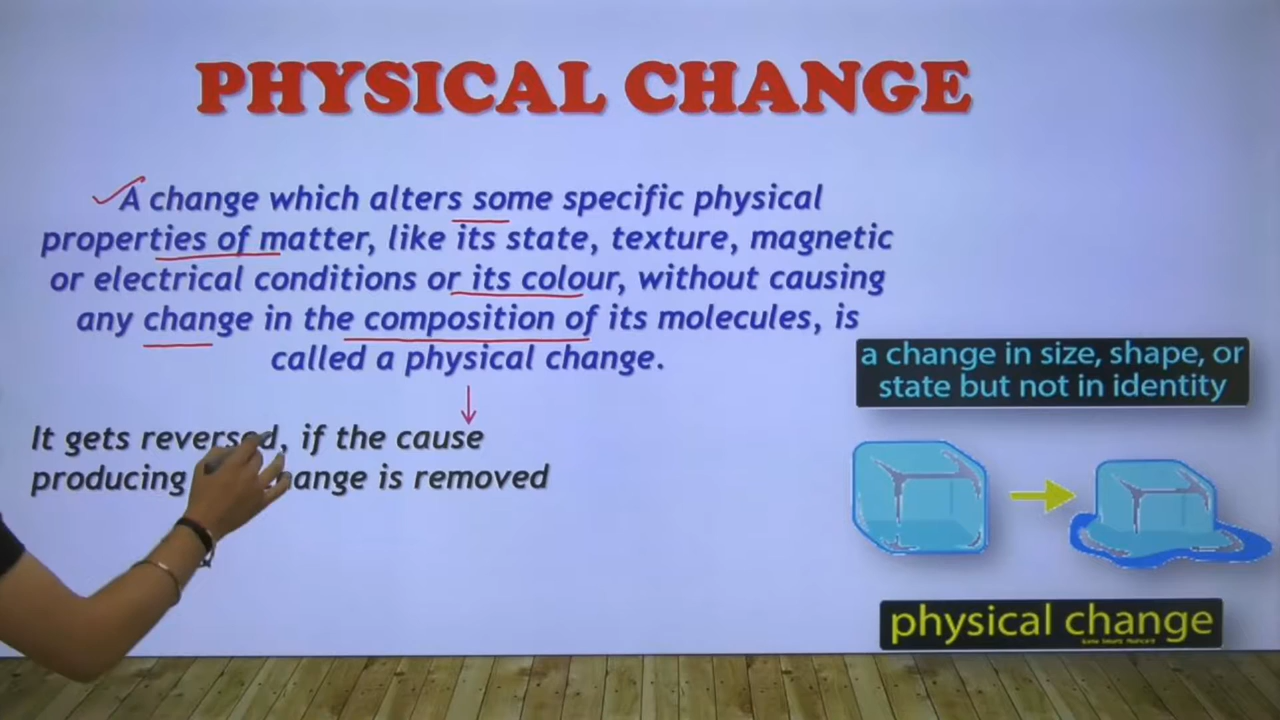 PHYSICAL CHANGE
A change which alters some specific physical
properties of matter, like its state, texture, magnetic
or electrical conditions or its colour, without causing
any change in the composition of its molecules, is
called a physical change.
It gets reversed, if the cause
producing hange is removed
a change in size, shape, or
state but not in identity
physical change